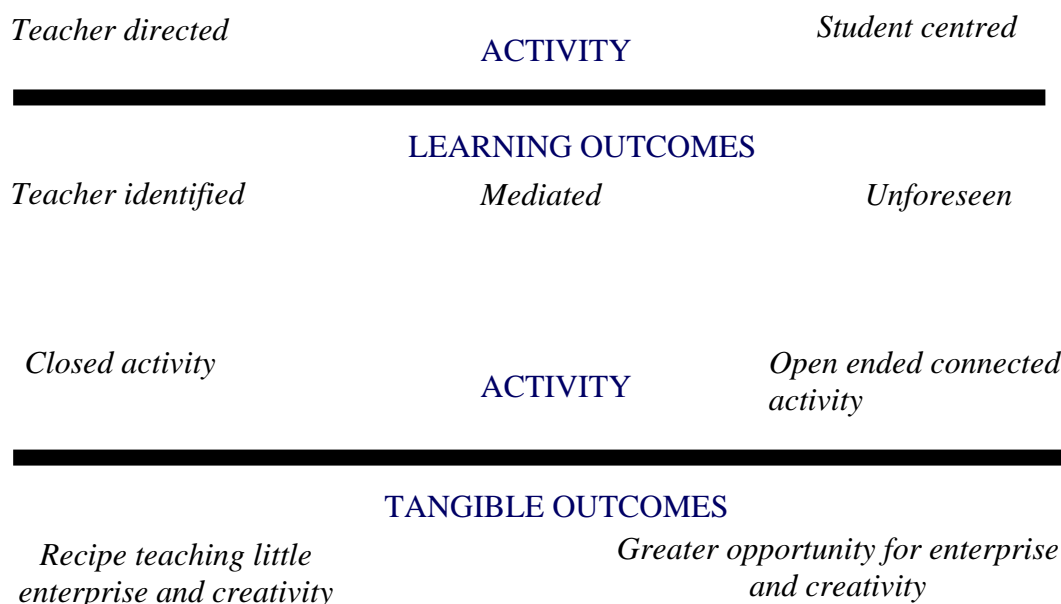 Teacher directed
ACTIVITY
Student centred
LEARNING OUTCOMES
Teacher identified
Mediated
Unforeseen
Closed activity
ACTIVITY
Open ended connected
activity
TANGIBLE OUTCOMES
Recipe teaching little
enterprise and creativity
Greater opportunity for enterprise
and creativity